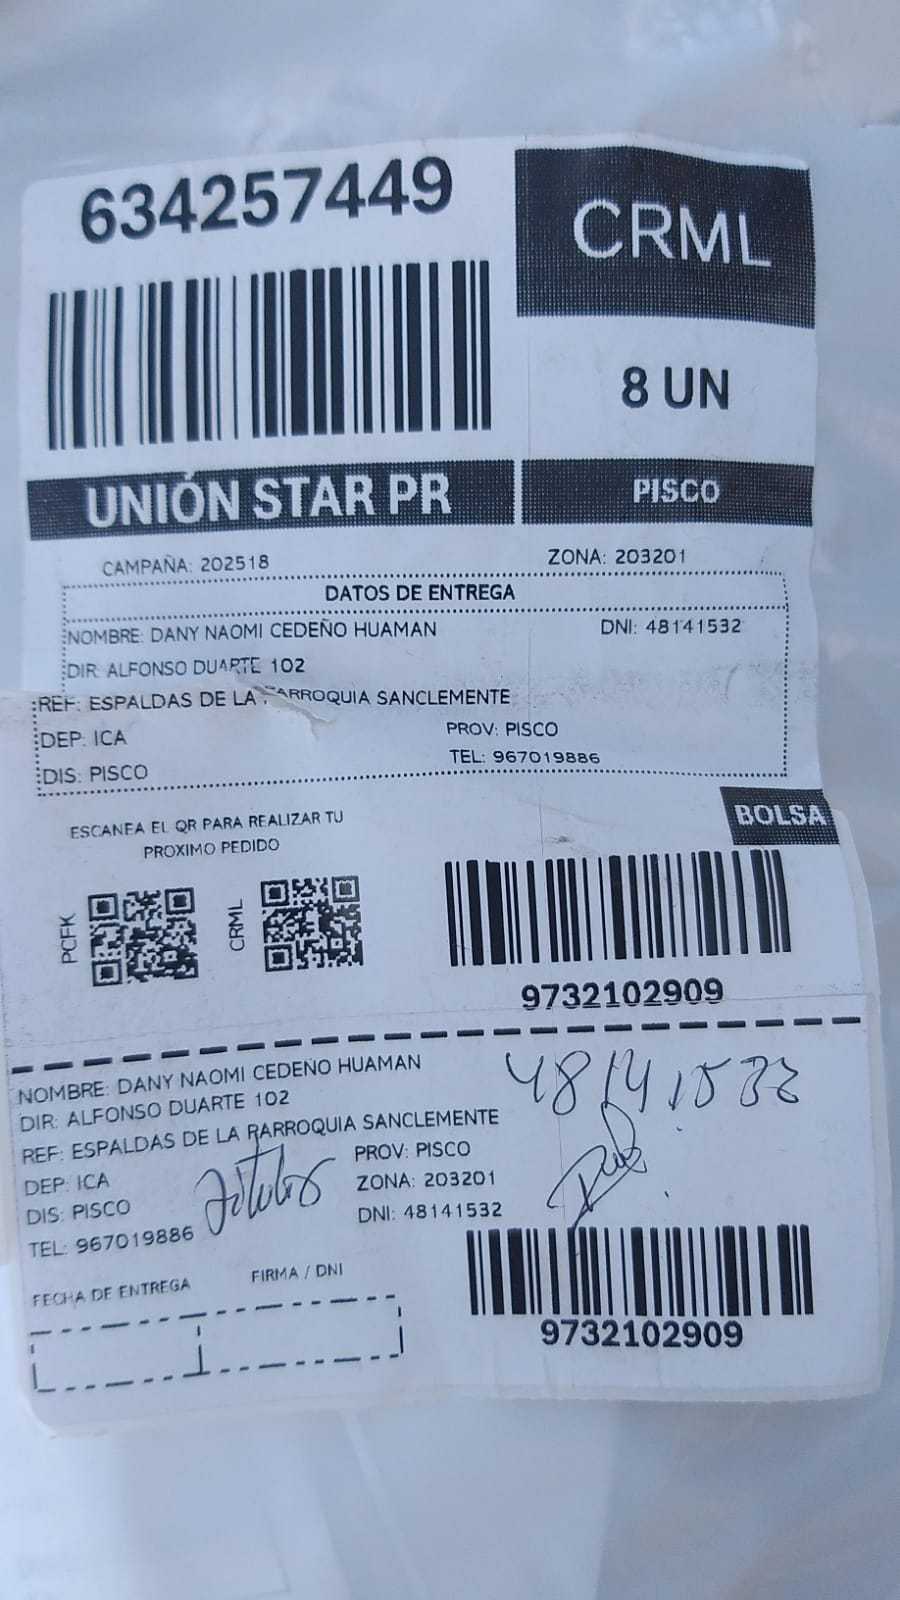 634257449
CRML
8 UN
UNIÓN STAR PR
PISCO
CAMPAÑA: 202518
ZONA: 203201
DATOS DE ENTREGA
NOMBRE: DANY NAOMI CEDEÑO HUAMAN
DNI: 48141532
DIR: ALFONSO DUARTE 102
REF: ESPALDAS DE LA PARROQUIA SANCLEMENTE
DEP: ICA
PROV: PISCO
DIS: PISCO
TEL: 967019886
ESCANEA EL QR PARA REALIZAR TU
PROXIMO PEDIDO
BOLSA
PCFK
CRML
9732102909
NOMBRE: DANY NAOMI CEDEÑO HUAMAN
48141532
DIR: ALFONSO DUARTE 102
REF: ESPALDAS DE LA PARROQUIA SANCLEMENTE
DEP: ICA
PROV: PISCO
DIS: PISCO
ZONA: 203201
TEL: 967019886
DNI: 48141532
FECHA DE ENTREGA
FIRMA / DNI
9732102909